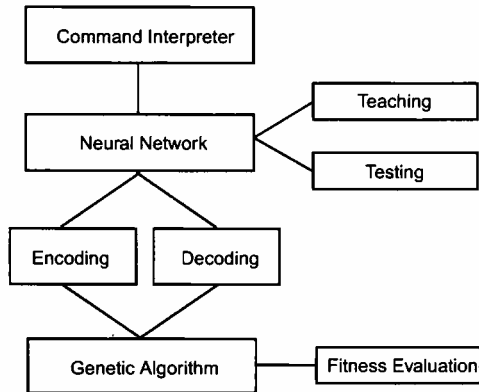 Command Interpreter
Teaching
Neural Network
Testing
Encoding
Decoding
Genetic Algorithm
Fitness Evaluation